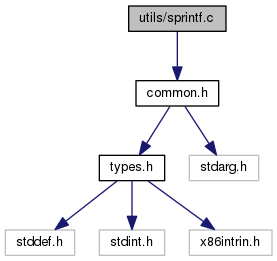 utils/sprintf.c
common.h
types.h
stdarg.h
stddef.h
stdint.h
x86intrin.h